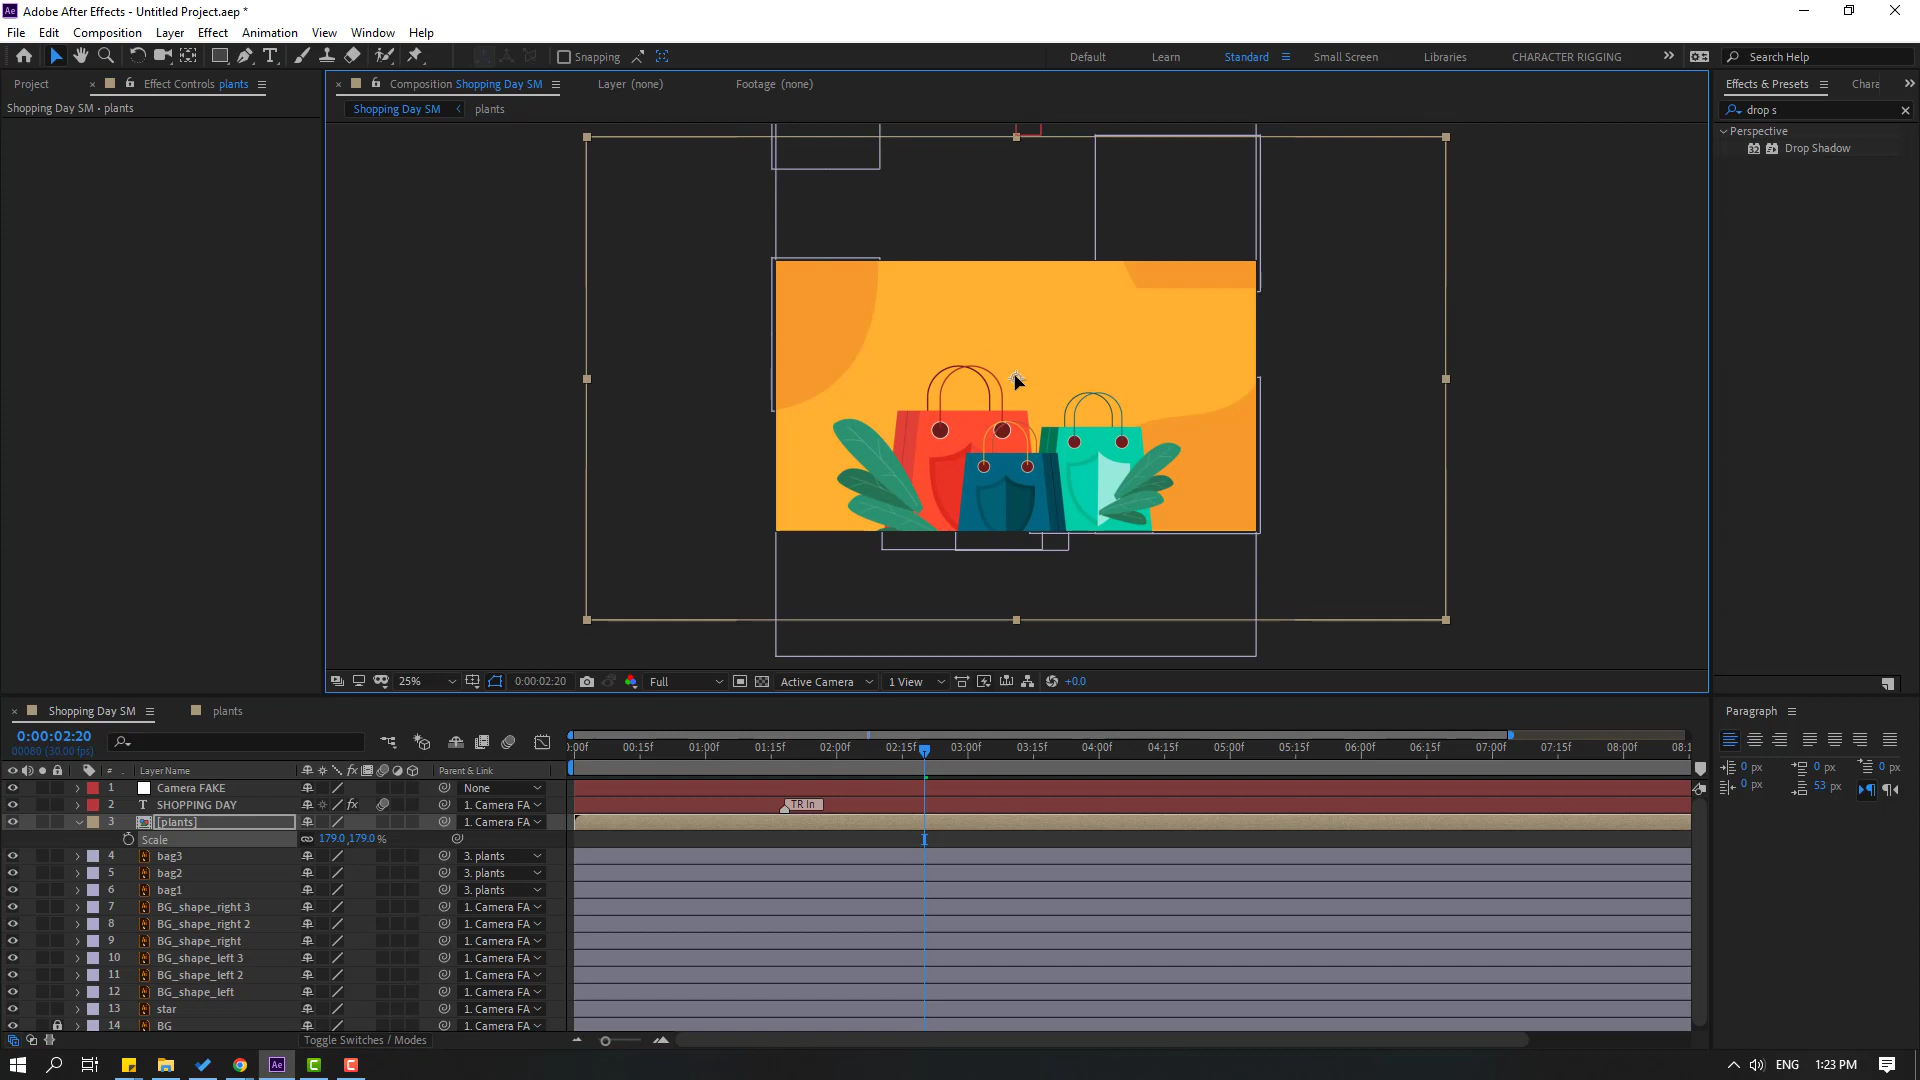 Adobe After Effects - Untitled Project.aep *
File Edit Composition Layer Effect Animation View Window Help
Snapping Default Learn Standard Small Screen Libraries CHARACTER RIGGING Search Help
Project Effect Controls plants Composition Shopping Day SM Layer (none) Footage (none) Effects & Presets Chara
Shopping Day SM • plants Shopping Day SM plants drop s
Perspective
Drop Shadow
25% 0:00:02:20 Full Active Camera 1 View +0.0
Shopping Day SM plants Paragraph
0:00:02:20
00080 (30.00 fps)
0:00f 00:15f 01:00f 01:15f 02:00f 02:15f 03:00f 03:15f 04:00f 04:15f 05:00f 05:15f 06:00f 06:15f 07:00f 07:15f 08:00f 08:1
# Layer Name fx Parent & Link
0 px 0 px 0 px
0 px 53 px
1 Camera FAKE None
2 T SHOPPING DAY fx 1. Camera FA TR In
3 [plants] 1. Camera FA
Scale 179.0,179.0%
4 bag3 3. plants
5 bag2 3. plants
6 bag1 3. plants
7 BG_shape_right 3 1. Camera FA
8 BG_shape_right 2 1. Camera FA
9 BG_shape_right 1. Camera FA
10 BG_shape_left 3 1. Camera FA
11 BG_shape_left 2 1. Camera FA
12 BG_shape_left 1. Camera FA
13 star 1. Camera FA
14 BG 1. Camera FA
Toggle Switches / Modes
ENG 1:23 PM